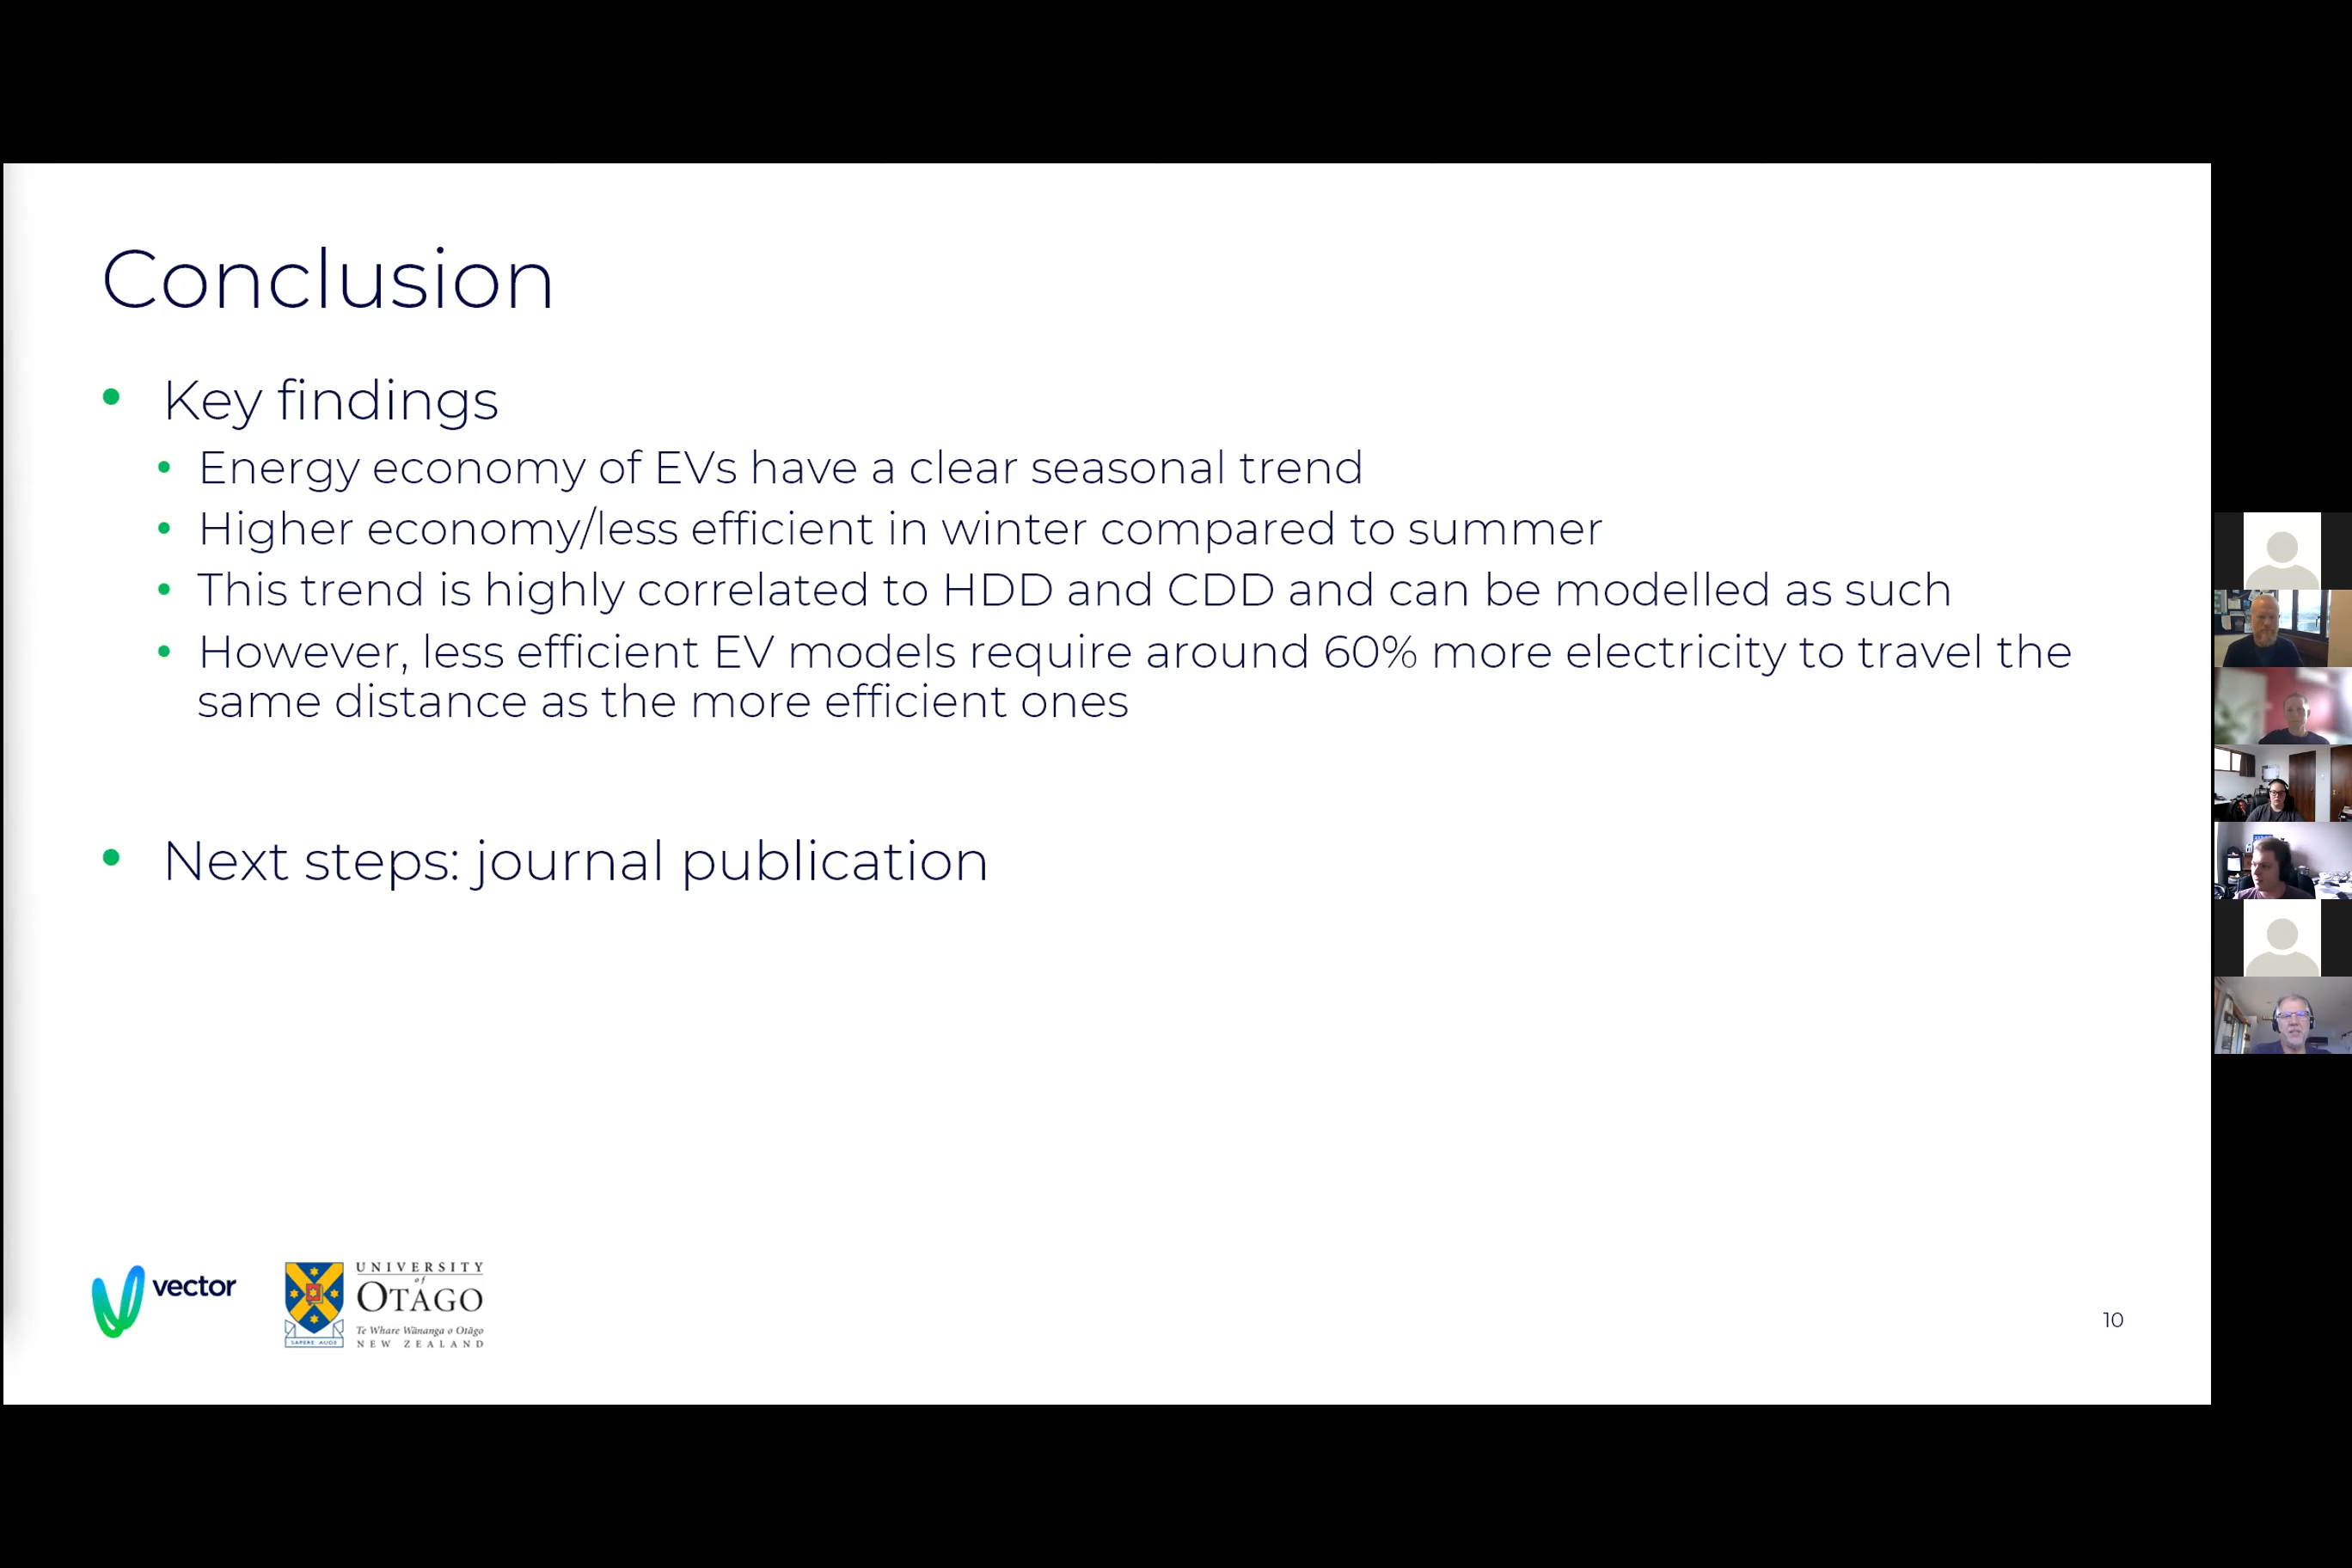 Conclusion
Key findings
Energy economy of EVs have a clear seasonal trend
Higher economy/less efficient in winter compared to summer
This trend is highly correlated to HDD and CDD and can be modelled as such
However, less efficient EV models require around 60% more electricity to travel the
same distance as the more efficient ones
Next steps: journal publication
vector
UNIVERSITY
of
OTAGO
Te Whare Wānanga o Otāgo
NEW ZEALAND
SAPERE AUDE
10